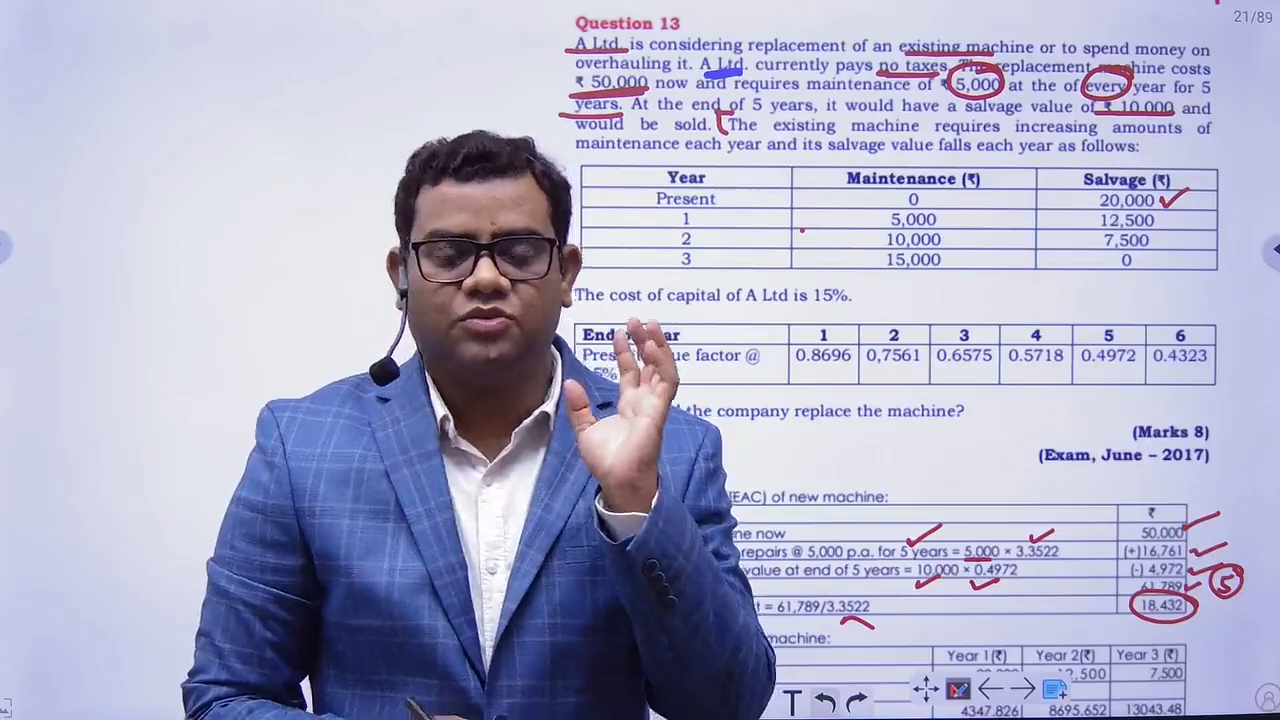 21/89
Question 13
A Ltd. is considering replacement of an existing machine or to spend money on
overhauling it. A Ltd. currently pays no taxes. The replacement machine costs
₹ 50,000 now and requires maintenance of ₹ 5,000 at the of every year for 5
years. At the end of 5 years, it would have a salvage value of ₹ 10,000 and
would be sold. The existing machine requires increasing amounts of
maintenance each year and its salvage value falls each year as follows:
Year Maintenance (₹) Salvage (₹)
Present 0 20,000
1 5,000 12,500
2 10,000 7,500
3 15,000 0
The cost of capital of A Ltd is 15%.
End Year 1 2 3 4 5 6
factor @ 0.8696 0,7561 0.6575 0.5718 0.4972 0.4323
the company replace the machine?
(Marks 8)
(Exam, June – 2017)
(EAC) of new machine:
₹
now 50,000
repairs @ 5,000 p.a. for 5 years = 5,000 × 3.3522 (+)16,761
value at end of 5 years = 10,000 × 0.4972 (-) 4,972
61,789 5
= 61,789/3.3522 18,432
machine:
Year 1(₹) Year 2(₹) Year 3 (₹)
7,500
T
4347.826 8695.652 13043.48